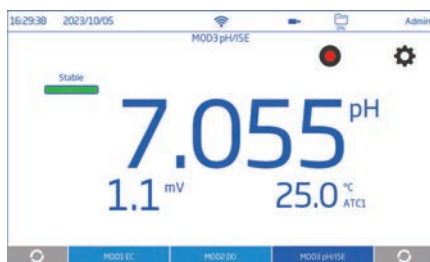 16:29:38 2023/10/05 Admin
MOD3 pH/ISE
Stable
7.055 pH
1.1 mV 25.0 °C
ATC1
MOD1 EC MOD2 DO MOD3 pH/ISE